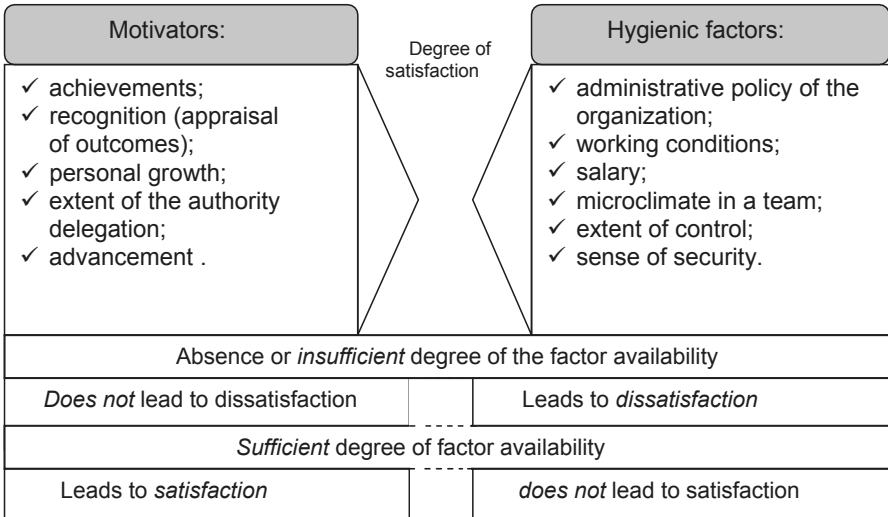 Motivators:
✓ achievements;
✓ recognition (appraisal
of outcomes);
✓ personal growth;
✓ extent of the authority
delegation;
✓ advancement .
Degree of
satisfaction
Hygienic factors:
✓ administrative policy of the
organization;
✓ working conditions;
✓ salary;
✓ microclimate in a team;
✓ extent of control;
✓ sense of security.
Absence or insufficient degree of the factor availability
Does not lead to dissatisfaction
Leads to dissatisfaction
Sufficient degree of factor availability
Leads to satisfaction
does not lead to satisfaction